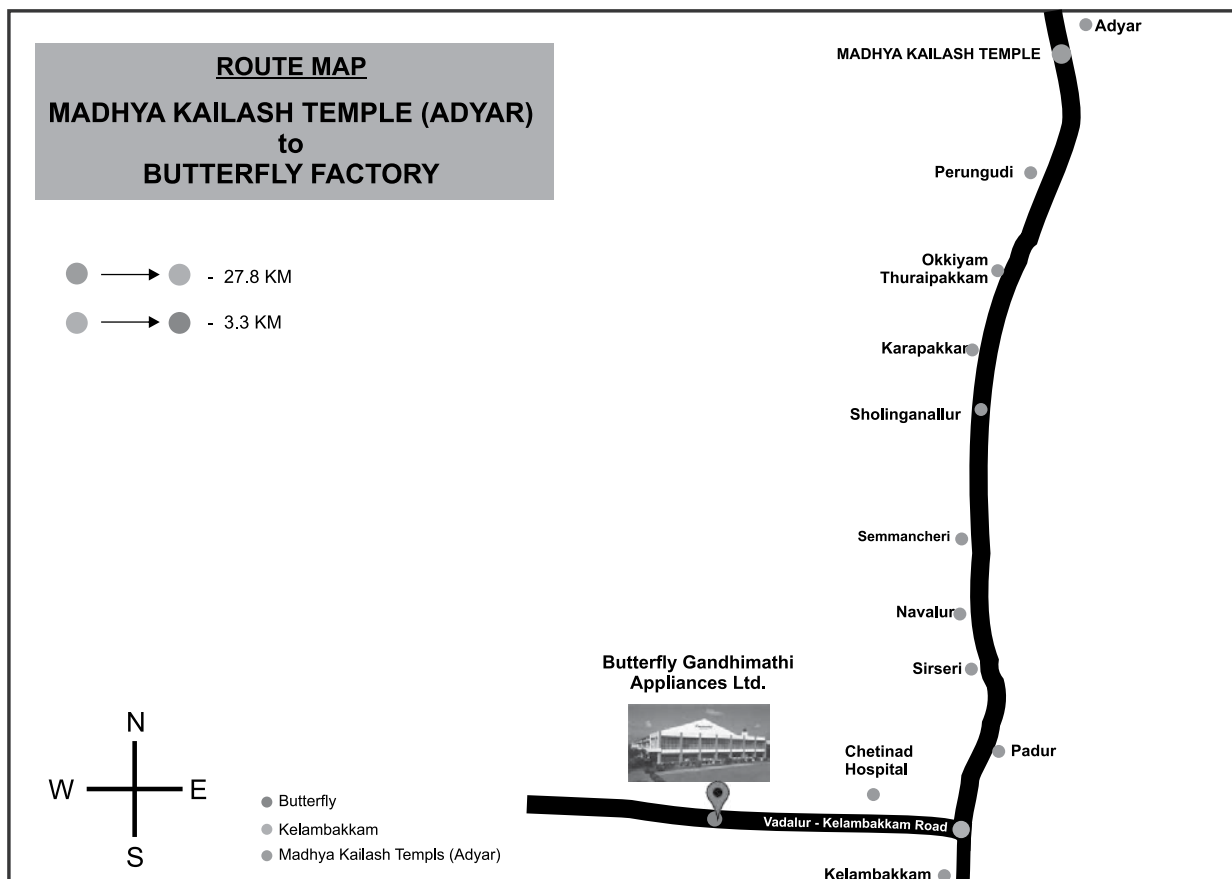 ROUTE MAP
MADHYA KAILASH TEMPLE (ADYAR)
to
BUTTERFLY FACTORY
- 27.8 KM
- 3.3 KM
Adyar
MADHYA KAILASH TEMPLE
Perungudi
Okkiyam
Thuraipakkam
Karapakkar
Sholinganallur
Semmancheri
Navalur
Sirseri
Padur
Butterfly Gandhimathi
Appliances Ltd.
Chetinad
Hospital
Vadalur - Kelambakkam Road
Kelambakkam
N
W E
S
Butterfly
Kelambakkam
Madhya Kailash Templs (Adyar)